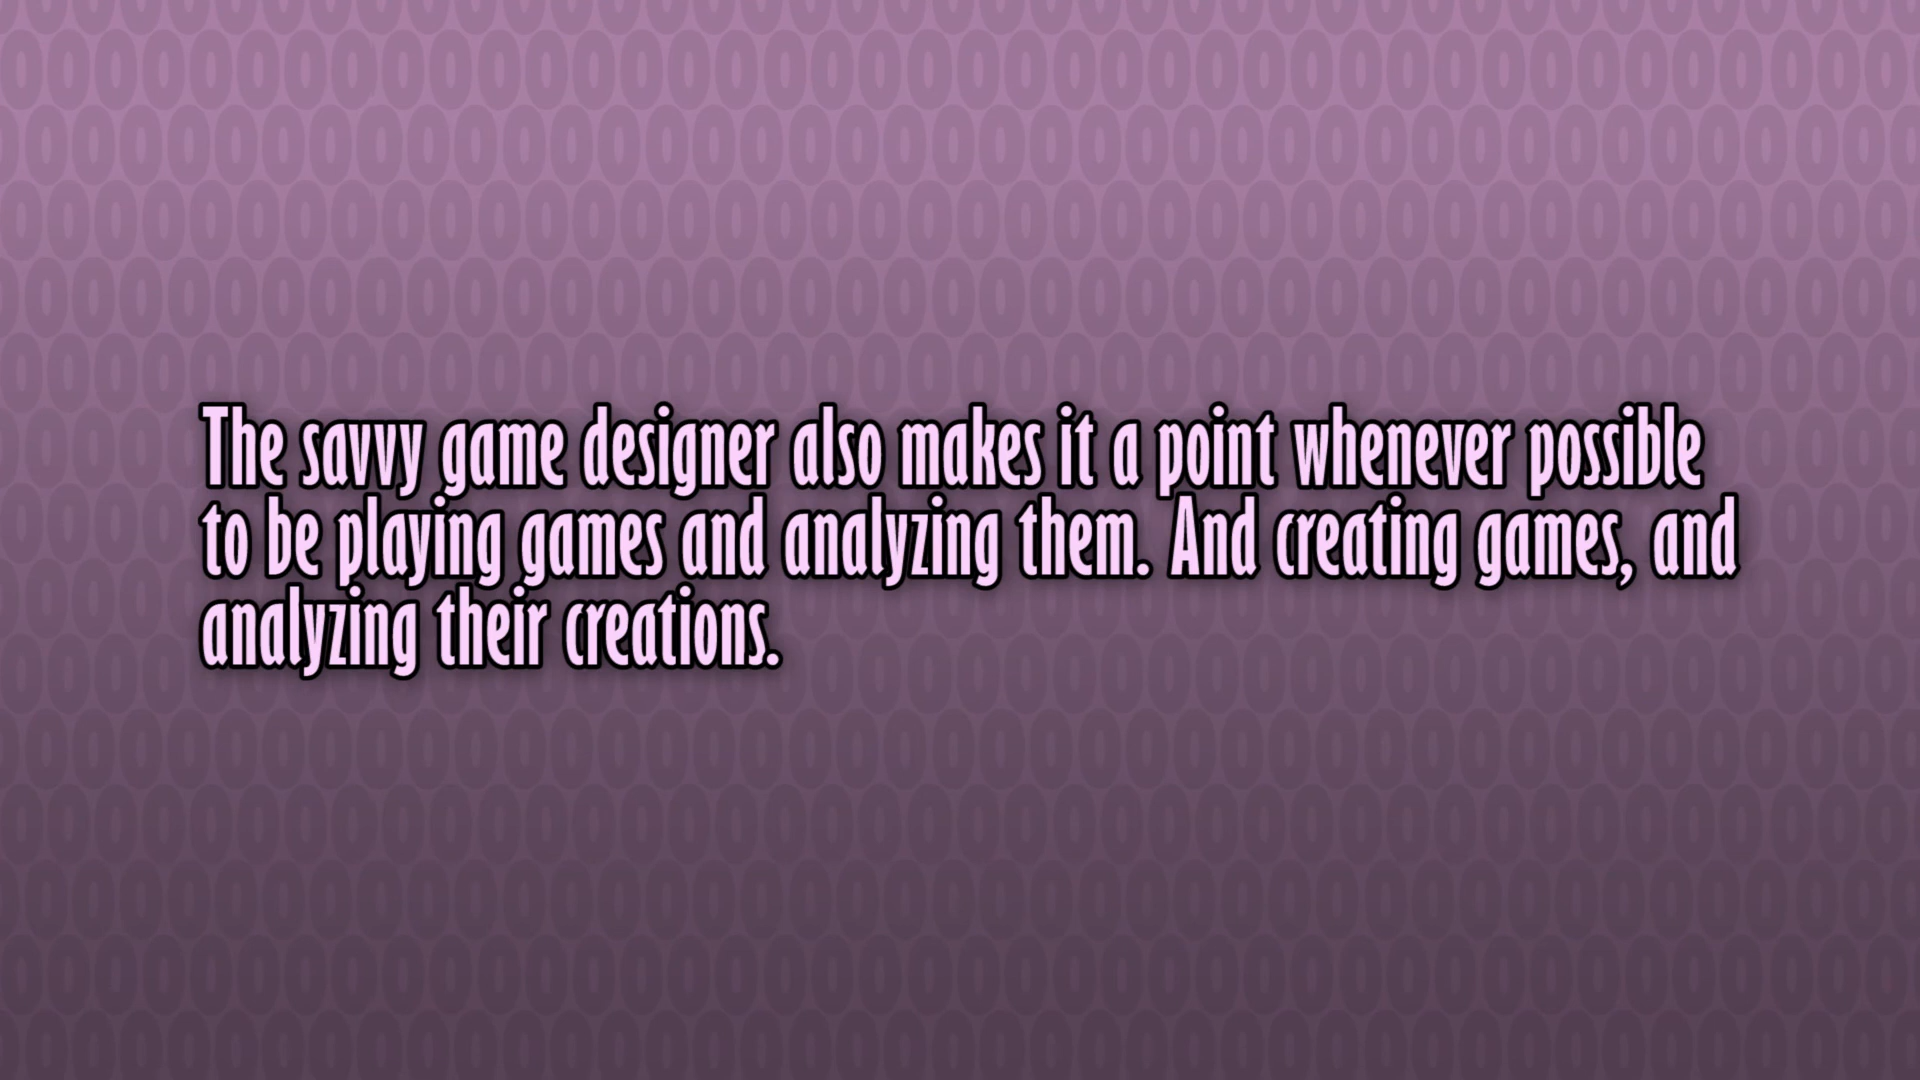 The savvy game designer also makes it a point whenever possible
to be playing games and analyzing them. And creating games, and
analyzing their creations.